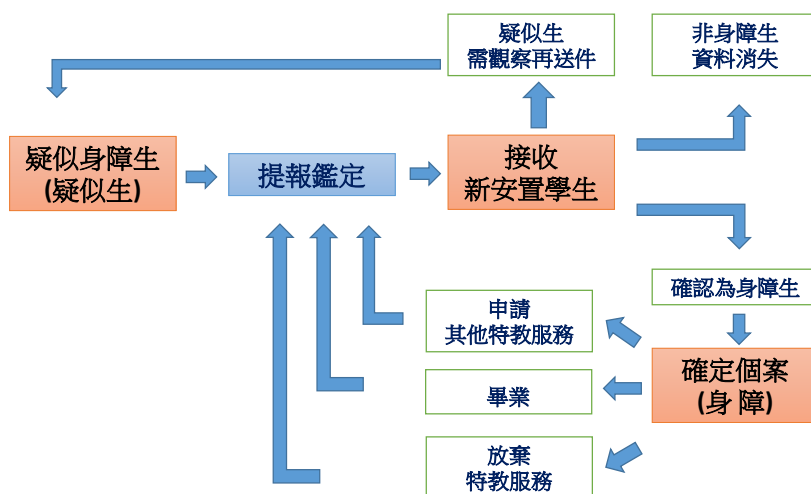 疑似生
需觀察再送件
非身障生
資料消失
疑似身障生
(疑似生)
提報鑑定
接收
新安置學生
申請
其他特教服務
確認為身障生
畢業
確定個案
(身 障)
放棄
特教服務